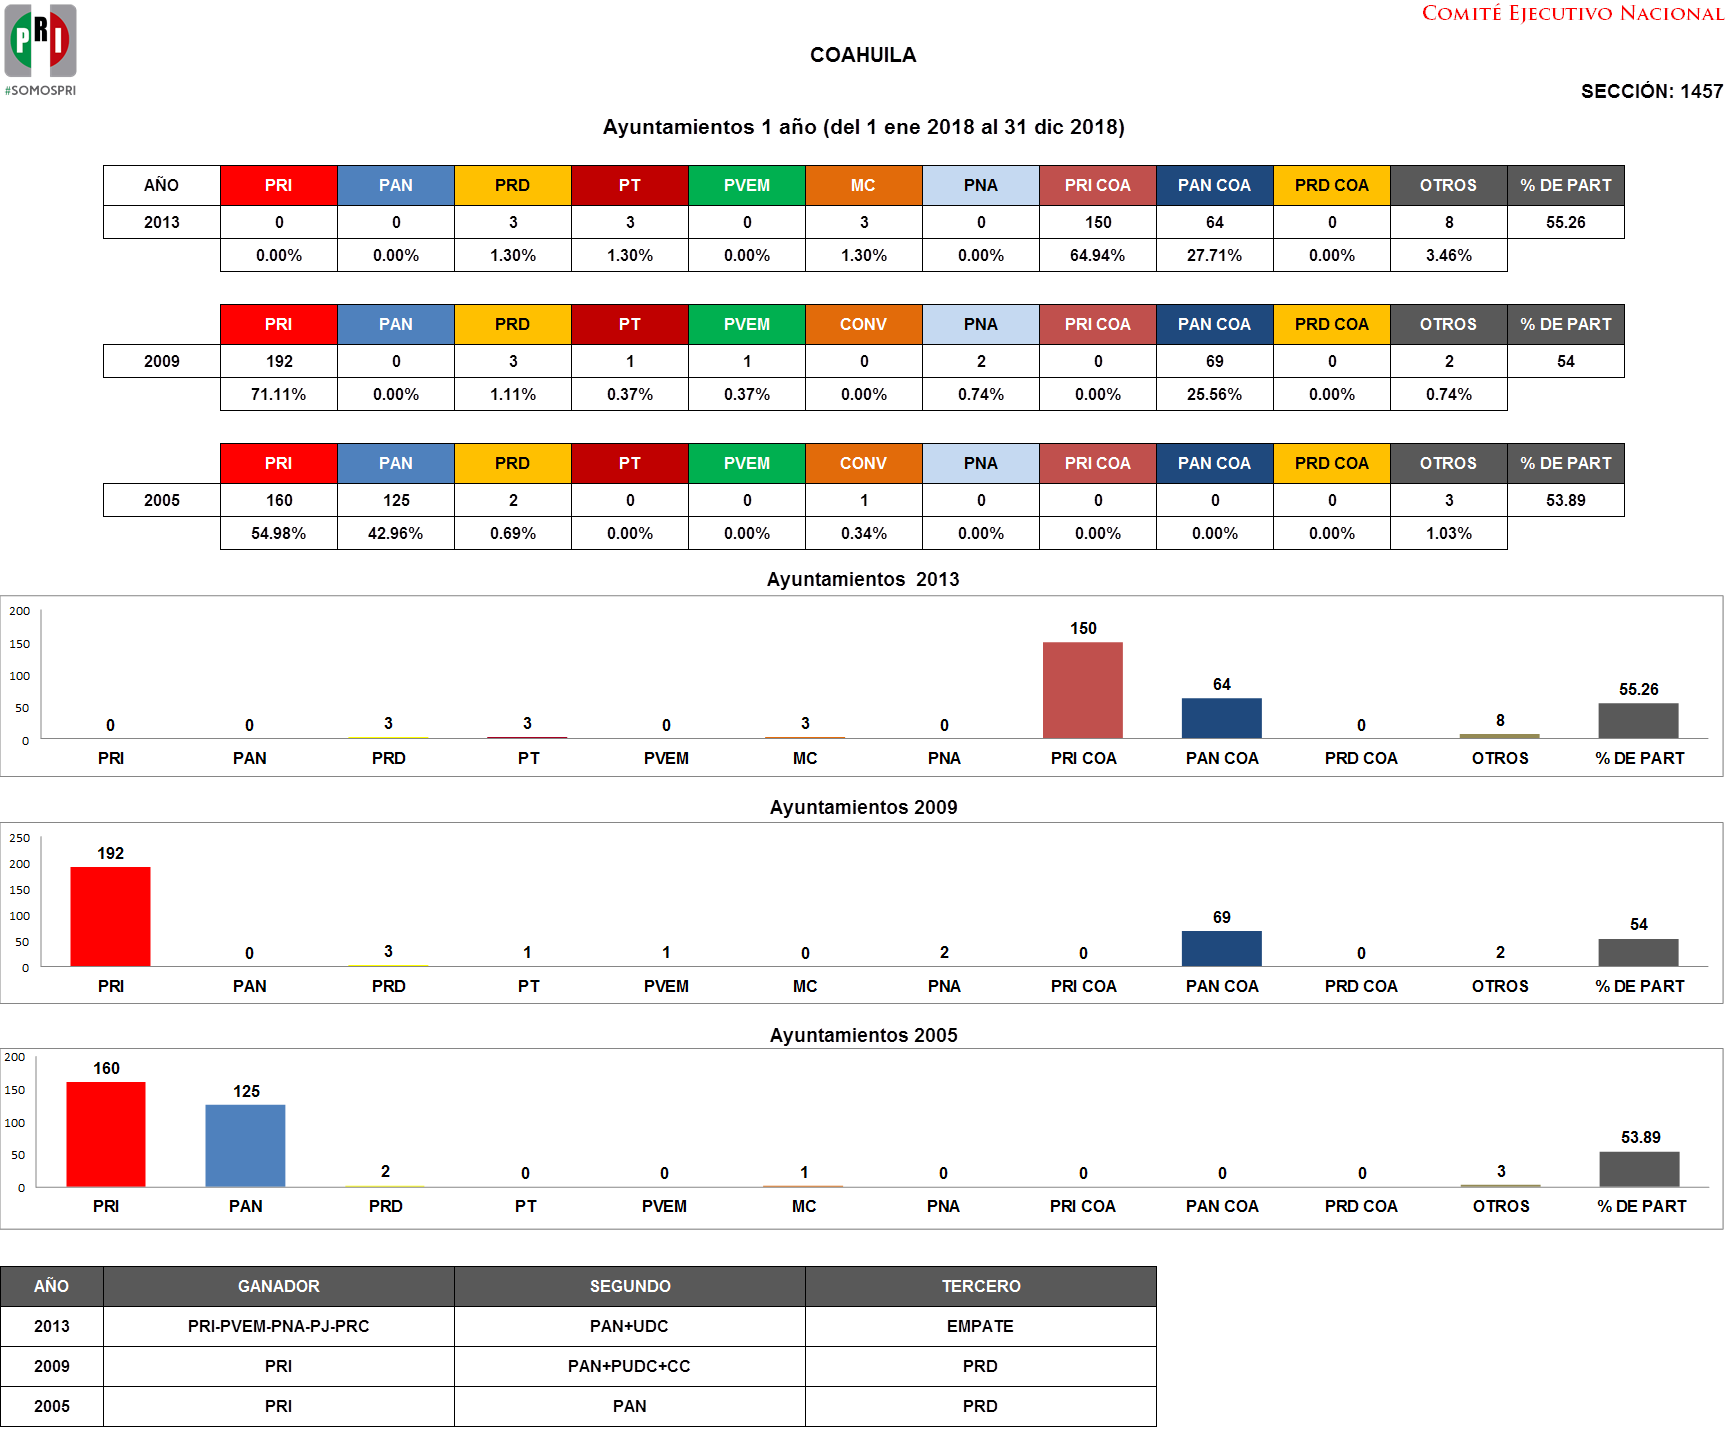 PRI
#SOMOSPRI
COMITÉ EJECUTIVO NACIONAL
COAHUILA
SECCIÓN: 1457
Ayuntamientos 1 año (del 1 ene 2018 al 31 dic 2018)
AÑO PRI PAN PRD PT PVEM MC PNA PRI COA PAN COA PRD COA OTROS % DE PART
2013 0 0 3 3 0 3 0 150 64 0 8 55.26
0.00% 0.00% 1.30% 1.30% 0.00% 1.30% 0.00% 64.94% 27.71% 0.00% 3.46%
PRI PAN PRD PT PVEM CONV PNA PRI COA PAN COA PRD COA OTROS % DE PART
2009 192 0 3 1 1 0 2 0 69 0 2 54
71.11% 0.00% 1.11% 0.37% 0.37% 0.00% 0.74% 0.00% 25.56% 0.00% 0.74%
PRI PAN PRD PT PVEM CONV PNA PRI COA PAN COA PRD COA OTROS % DE PART
2005 160 125 2 0 0 1 0 0 0 0 3 53.89
54.98% 42.96% 0.69% 0.00% 0.00% 0.34% 0.00% 0.00% 0.00% 0.00% 1.03%
Ayuntamientos 2013
200
150
100
50
0
0 0 3 3 0 3 0 150 64 0 8 55.26
PRI PAN PRD PT PVEM MC PNA PRI COA PAN COA PRD COA OTROS % DE PART
Ayuntamientos 2009
250
200
150
100
50
0
192 0 3 1 1 0 2 0 69 0 2 54
PRI PAN PRD PT PVEM MC PNA PRI COA PAN COA PRD COA OTROS % DE PART
Ayuntamientos 2005
200
150
100
50
0
160 125 2 0 0 1 0 0 0 0 3 53.89
PRI PAN PRD PT PVEM MC PNA PRI COA PAN COA PRD COA OTROS % DE PART
AÑO GANADOR SEGUNDO TERCERO
2013 PRI-PVEM-PNA-PJ-PRC PAN+UDC EMPATE
2009 PRI PAN+PUDC+CC PRD
2005 PRI PAN PRD